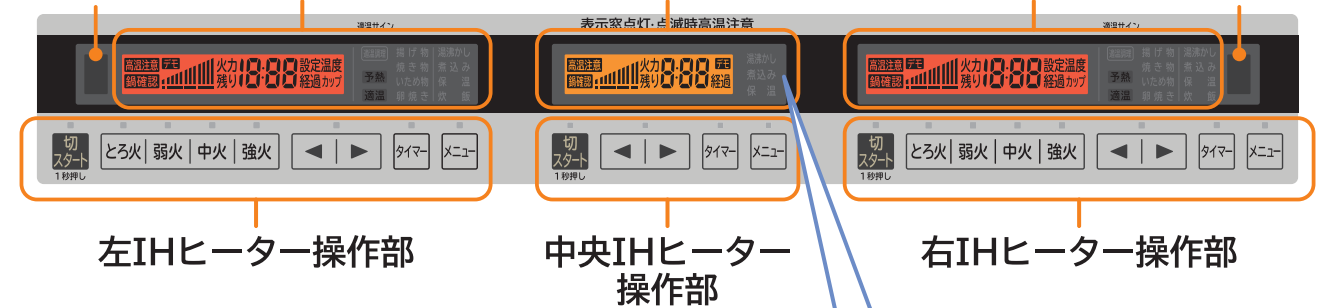 適温サイン
表示窓点灯・点滅時高温注意
適温サイン
高温注意 デモ
鍋確認
火力 18:88 設定温度
残り 経過 カップ
適温調理 揚げ物 湯沸かし
焼き物 煮込み
予熱 いため物 保温
適温 卵焼き 炊飯
高温注意
鍋確認
火力 8:88 デモ
残り 経過
湯沸かし
煮込み
保温
高温注意 デモ
鍋確認
火力 18:88 設定温度
残り 経過 カップ
適温調理 揚げ物 湯沸かし
焼き物 煮込み
予熱 いため物 保温
適温 卵焼き 炊飯
切
スタート
1秒押し
とろ火 弱火 中火 強火 ◀ ▶ タイマー メニュー
切
スタート
1秒押し
◀ ▶ タイマー メニュー
切
スタート
1秒押し
とろ火 弱火 中火 強火 ◀ ▶ タイマー メニュー
左IHヒーター操作部
中央IHヒーター
操作部
右IHヒーター操作部